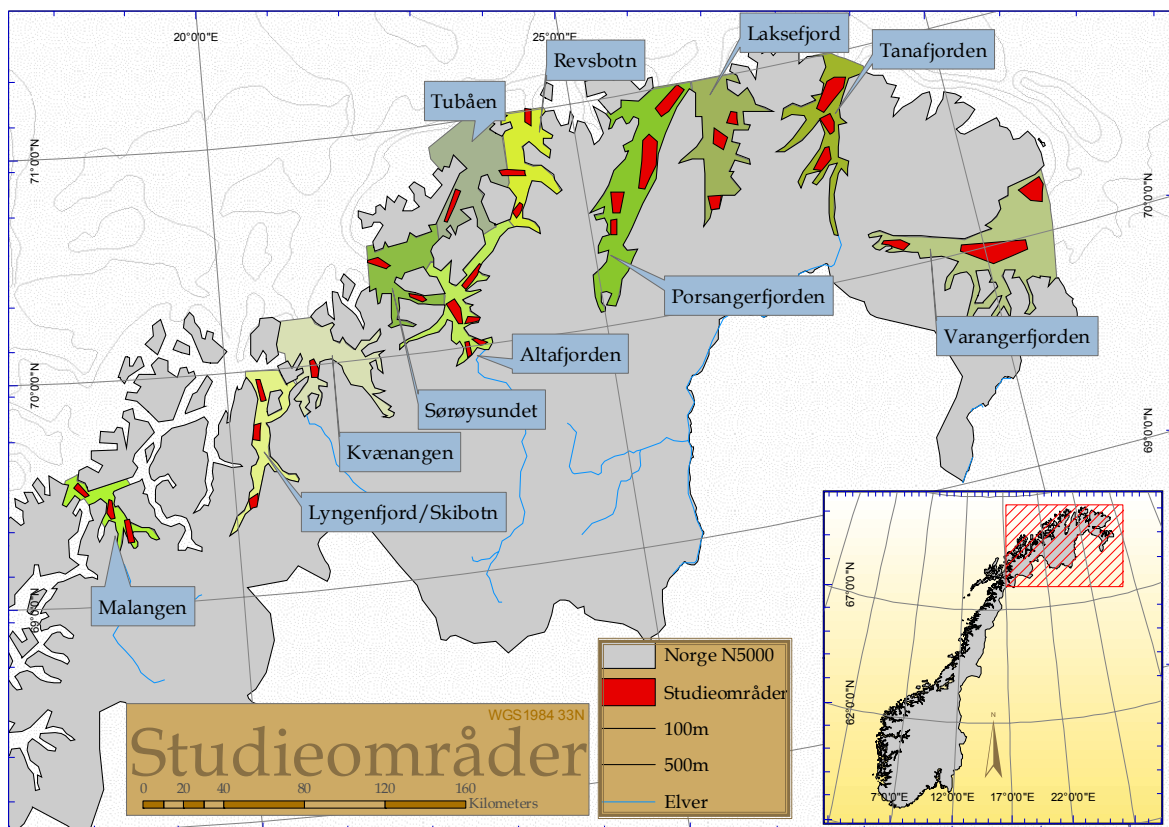 20°0'0"E
25°0'0"E
Laksefjord
Revsbotn
Tanafjorden
Tubåen
71°0'0"N
70°0'0"N
Porsangerfjorden
Varangerfjorden
Altafjorden
70°0'0"N
Sørøysundet
69°0'0"N
Kvænangen
Lyngenfjord/Skibotn
Malangen
69°0'0"N
67°0'0"N
62°0'0"N
N
7°0'0"E
12°0'0"E
17°0'0"E
22°0'0"E
Norge N5000
Studieområder
100m
500m
Elver
WGS1984 33N
Studieområder
0 20 40 80 120 160
Kilometers